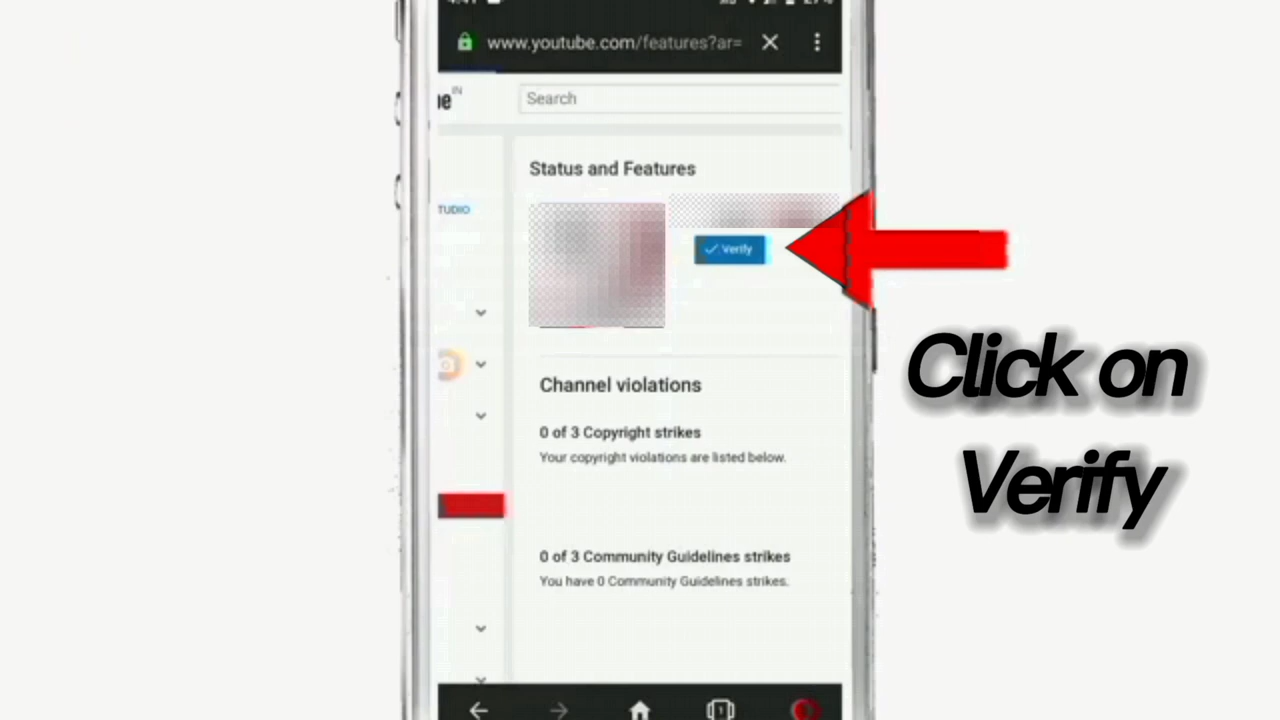 www.youtube.com/features?ar=
IN
Search
Status and Features
TUDIO
Verify
Click on
Verify
Channel violations
0 of 3 Copyright strikes
Your copyright violations are listed below.
0 of 3 Community Guidelines strikes
You have 0 Community Guidelines strikes.